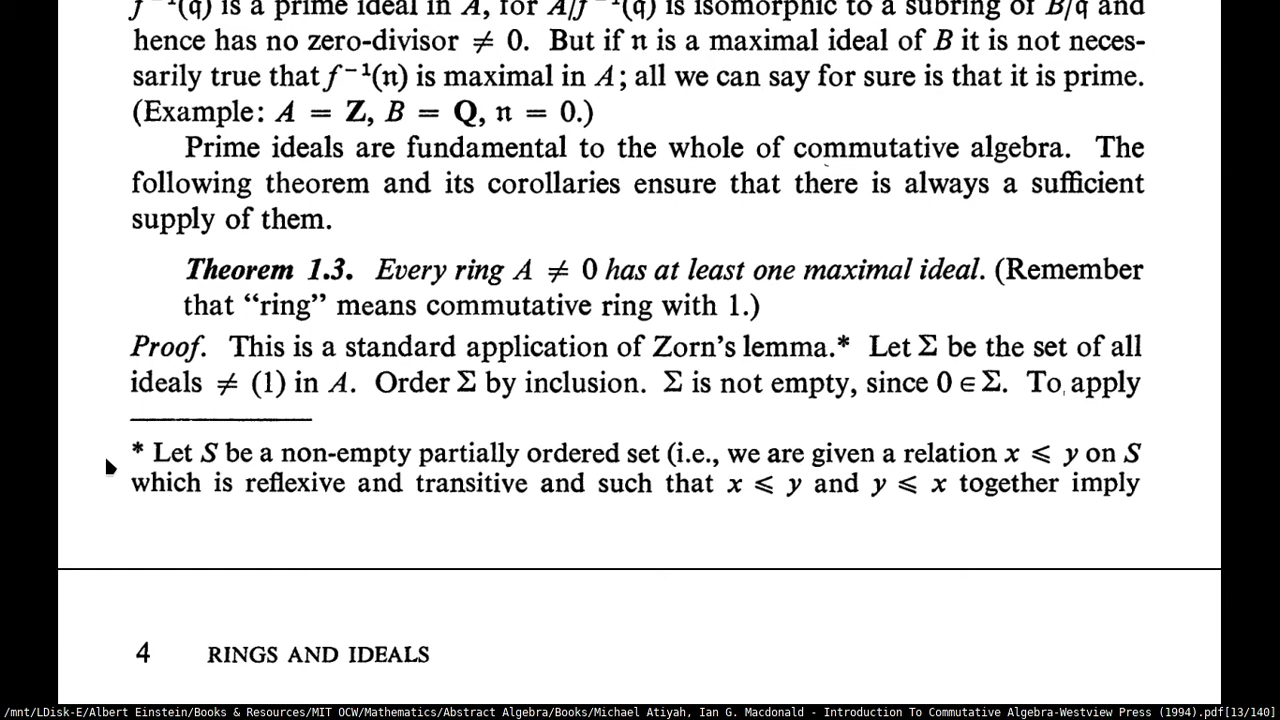 f⁻¹(q) is a prime ideal in A, for A/f⁻¹(q) is isomorphic to a subring of B/q and
hence has no zero-divisor ≠ 0. But if 𝔫 is a maximal ideal of B it is not neces-
sarily true that f⁻¹(𝔫) is maximal in A; all we can say for sure is that it is prime.
(Example: A = Z, B = Q, 𝔫 = 0.)
Prime ideals are fundamental to the whole of commutative algebra. The
following theorem and its corollaries ensure that there is always a sufficient
supply of them.
Theorem 1.3. Every ring A ≠ 0 has at least one maximal ideal. (Remember
that “ring” means commutative ring with 1.)
Proof. This is a standard application of Zorn’s lemma.* Let Σ be the set of all
ideals ≠ (1) in A. Order Σ by inclusion. Σ is not empty, since 0 ∈ Σ. To apply
* Let S be a non-empty partially ordered set (i.e., we are given a relation x ⩽ y on S
which is reflexive and transitive and such that x ⩽ y and y ⩽ x together imply
4 RINGS AND IDEALS
/mnt/LDisk-E/Albert Einstein/Books & Resources/MIT OCW/Mathematics/Abstract Algebra/Books/Michael Atiyah, Ian G. Macdonald - Introduction To Commutative Algebra-Westview Press (1994).pdf[13/140]